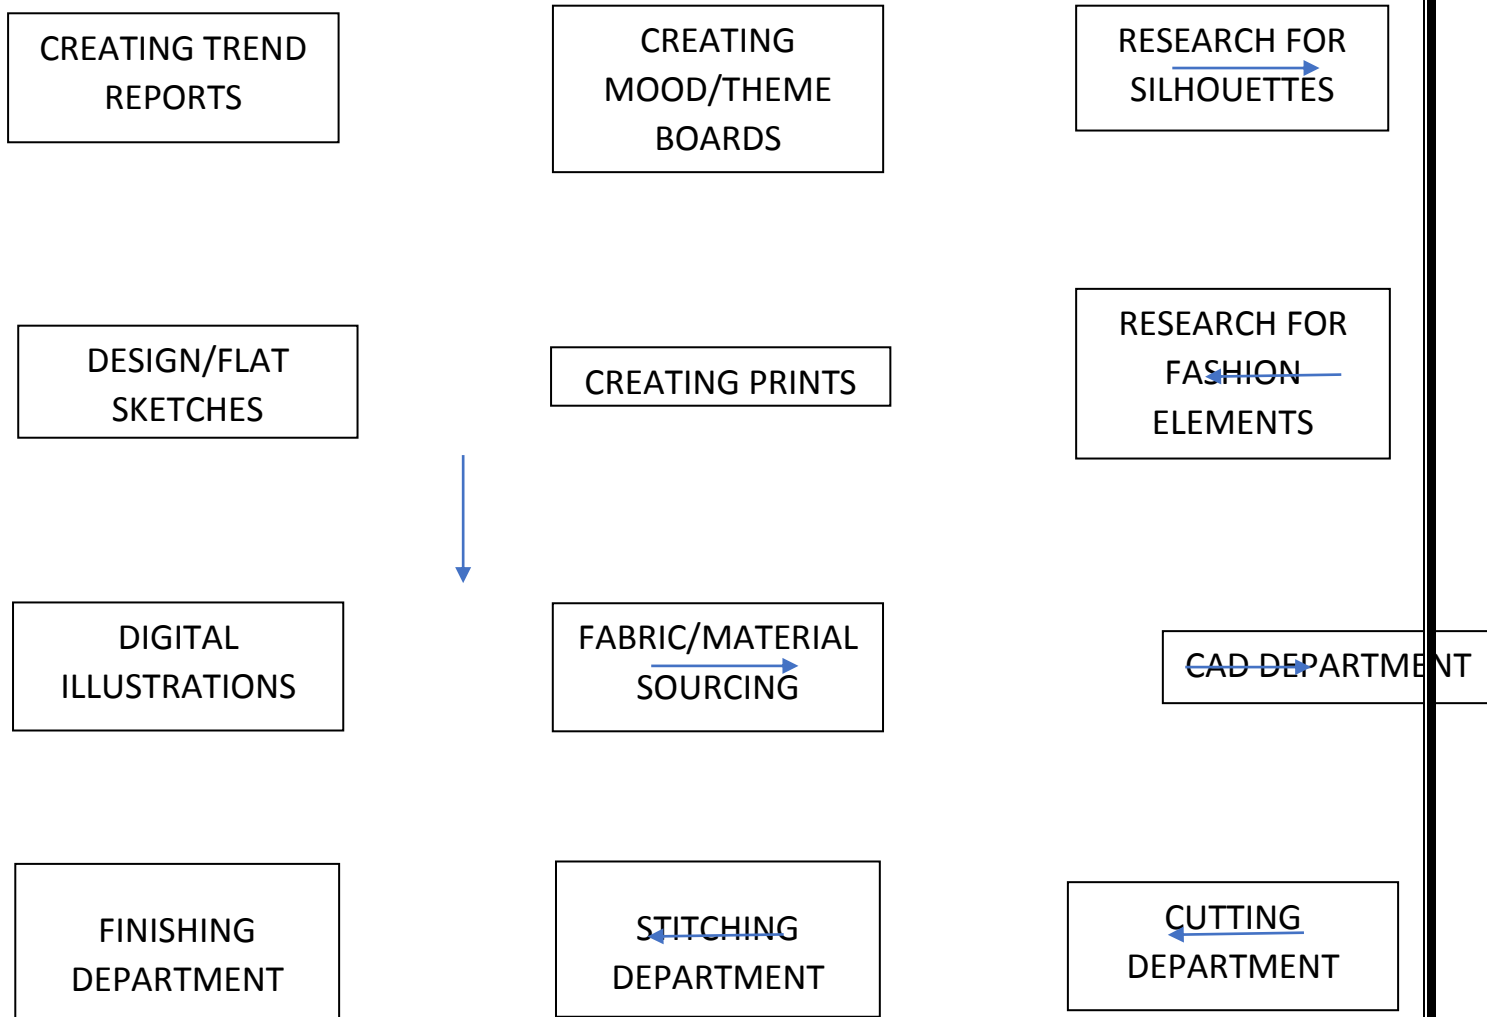 CREATING TREND
REPORTS
CREATING
MOOD/THEME
BOARDS
RESEARCH FOR
SILHOUETTES
DESIGN/FLAT
SKETCHES
CREATING PRINTS
RESEARCH FOR
FASHION
ELEMENTS
DIGITAL
ILLUSTRATIONS
FABRIC/MATERIAL
SOURCING
CAD DEPARTMENT
FINISHING
DEPARTMENT
STITCHING
DEPARTMENT
CUTTING
DEPARTMENT